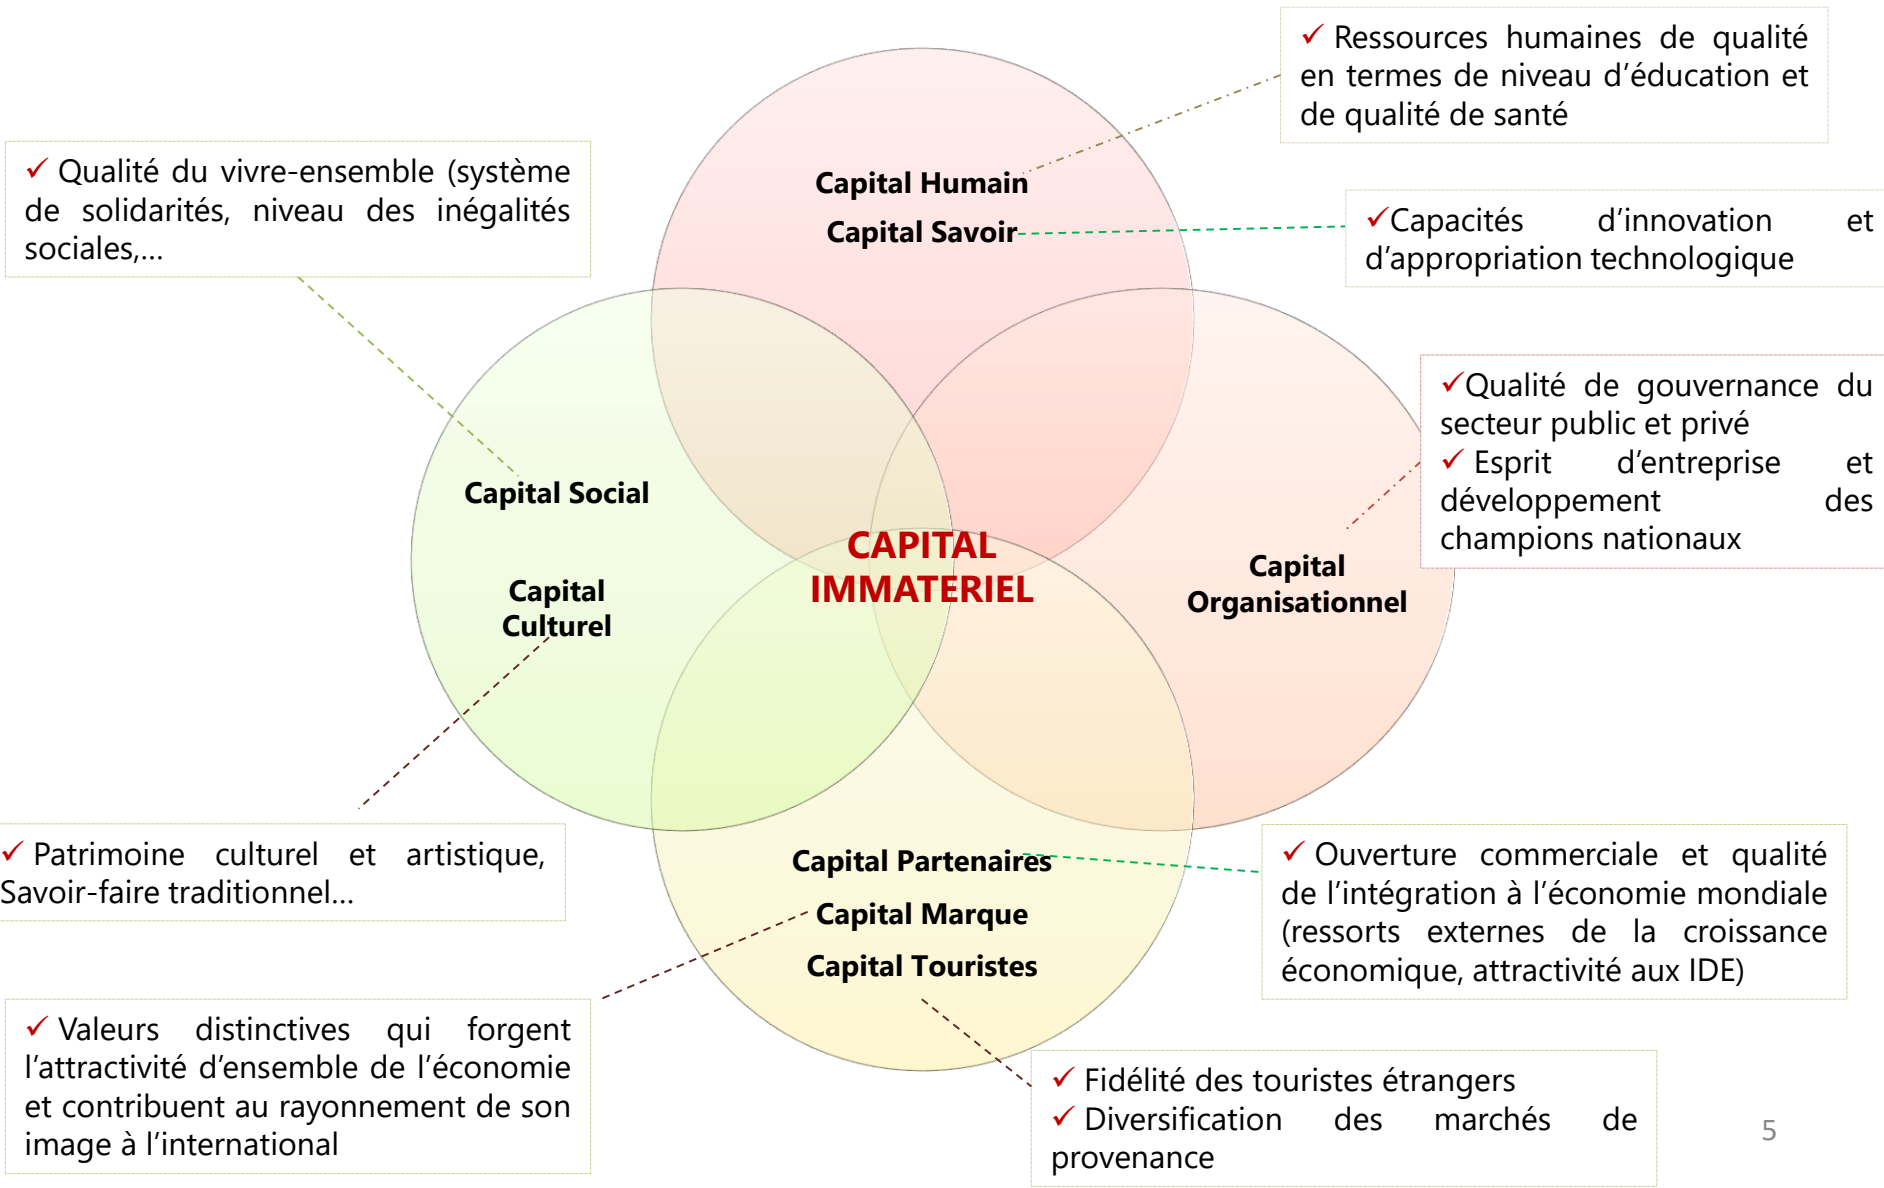 ✓ Ressources humaines de qualité
en termes de niveau d’éducation et
de qualité de santé
✓ Qualité du vivre-ensemble (système
de solidarités, niveau des inégalités
sociales,…
Capital Humain
Capital Savoir
✓Capacités d’innovation et
d’appropriation technologique
✓Qualité de gouvernance du
secteur public et privé
✓ Esprit d’entreprise et
développement des
champions nationaux
Capital Social
Capital
Culturel
CAPITAL
IMMATERIEL
Capital
Organisationnel
✓ Patrimoine culturel et artistique,
Savoir-faire traditionnel…
Capital Partenaires
Capital Marque
Capital Touristes
✓ Ouverture commerciale et qualité
de l’intégration à l’économie mondiale
(ressorts externes de la croissance
économique, attractivité aux IDE)
✓ Valeurs distinctives qui forgent
l’attractivité d’ensemble de l’économie
et contribuent au rayonnement de son
image à l’international
✓ Fidélité des touristes étrangers
✓ Diversification des marchés de
provenance
5